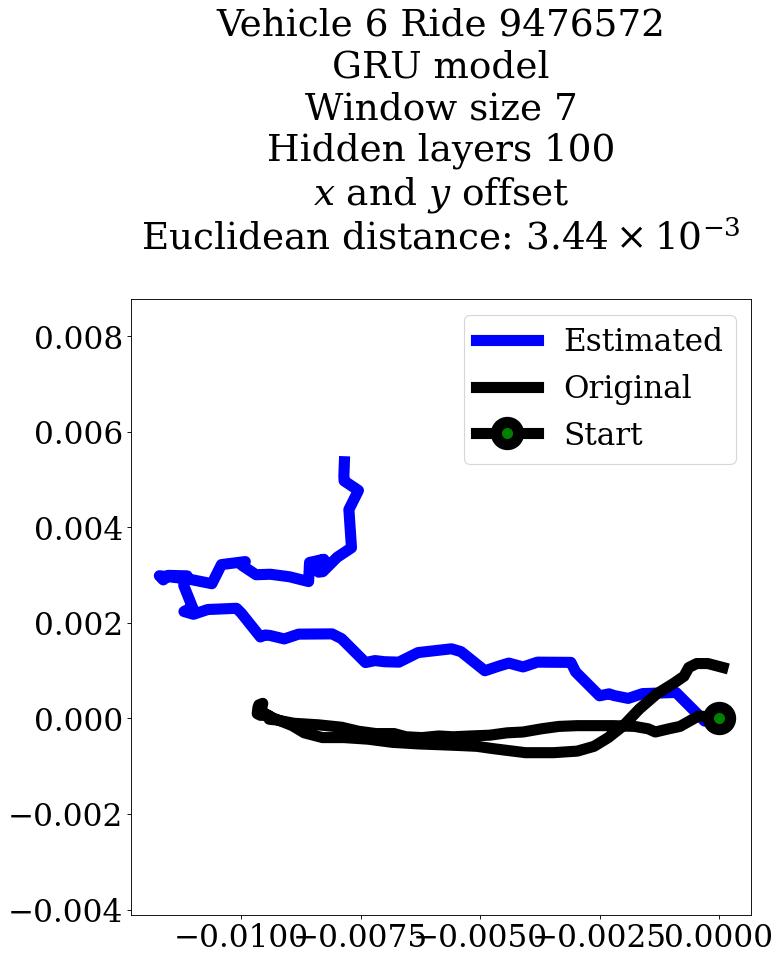 Vehicle 6 Ride 9476572
GRU model
Window size 7
Hidden layers 100
x and y offset
Euclidean distance: 3.44 × 10⁻³
Estimated
Original
Start
0.008
0.006
0.004
0.002
0.000
−0.002
−0.004
−0.0100 −0.0075 −0.0050 −0.0025 0.0000